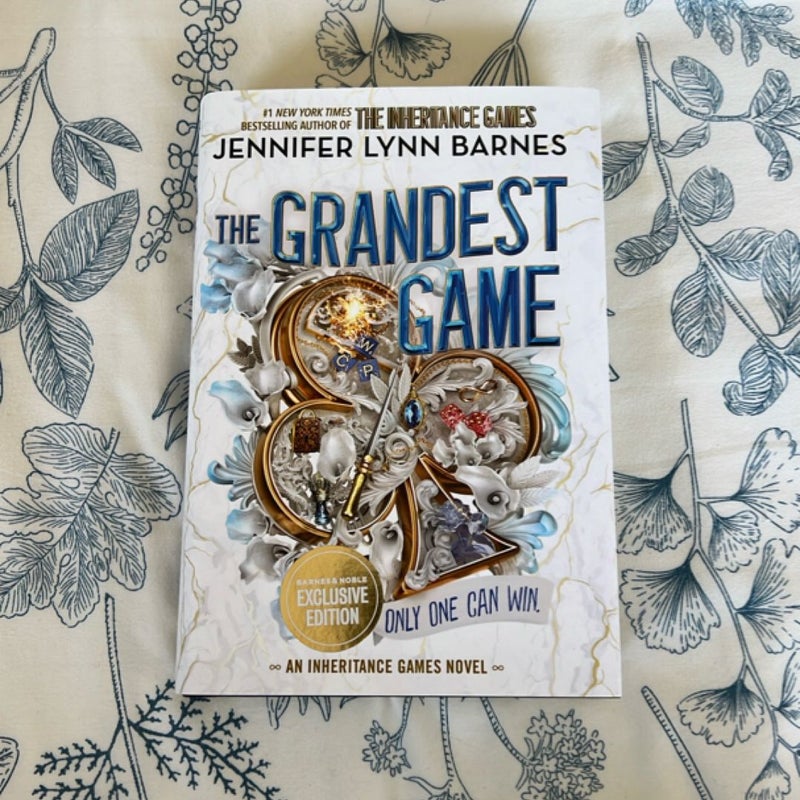 #1 NEW YORK TIMES
BESTSELLING AUTHOR OF THE INHERITANCE GAMES
JENNIFER LYNN BARNES
THE GRANDEST
GAME
W
C P
BARNES & NOBLE
EXCLUSIVE
EDITION
ONLY ONE CAN WIN.
∞ AN INHERITANCE GAMES NOVEL ∞